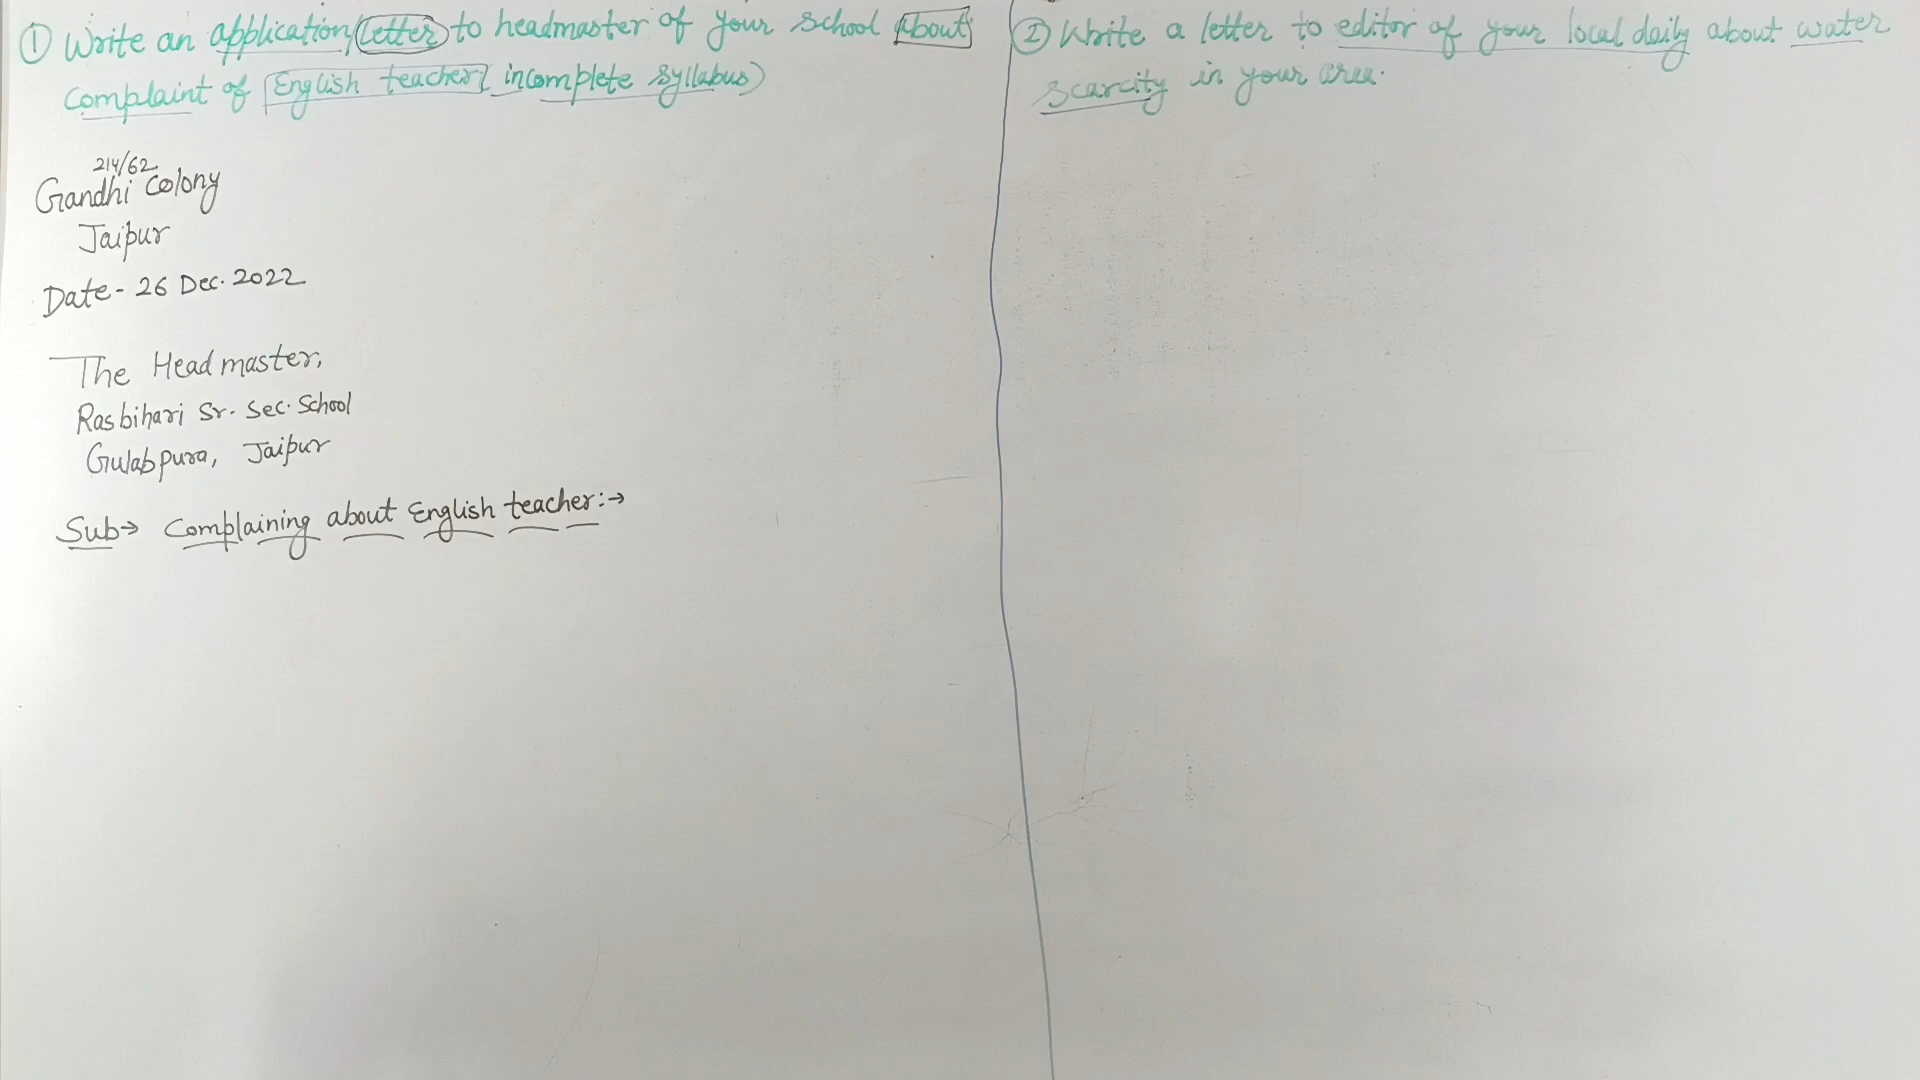 ① Write an application/Letter to headmaster of your school about
complaint of English teacher( incomplete syllabus)
214/62
Gandhi Colony
Jaipur
Date- 26 Dec. 2022
The Headmaster,
Rasbihari Sr. Sec. School
Gulabpura, Jaipur
Sub→ Complaining about English teacher:→
② Write a letter to editor of your local daily about water
scarcity in your area.